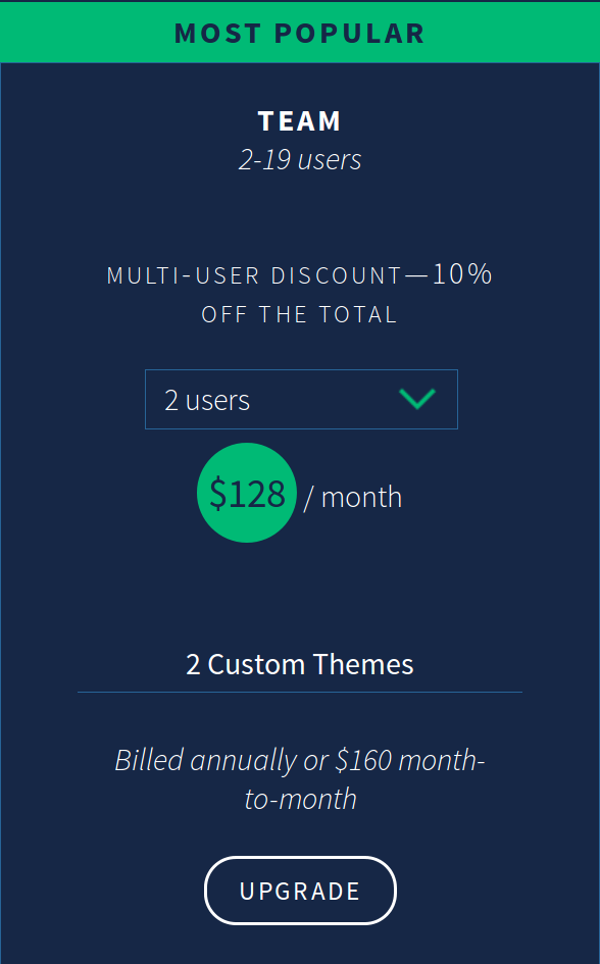 MOST POPULAR
TEAM
2-19 users
MULTI-USER DISCOUNT—10%
OFF THE TOTAL
2 users
$128 / month
2 Custom Themes
Billed annually or $160 month-
to-month
UPGRADE